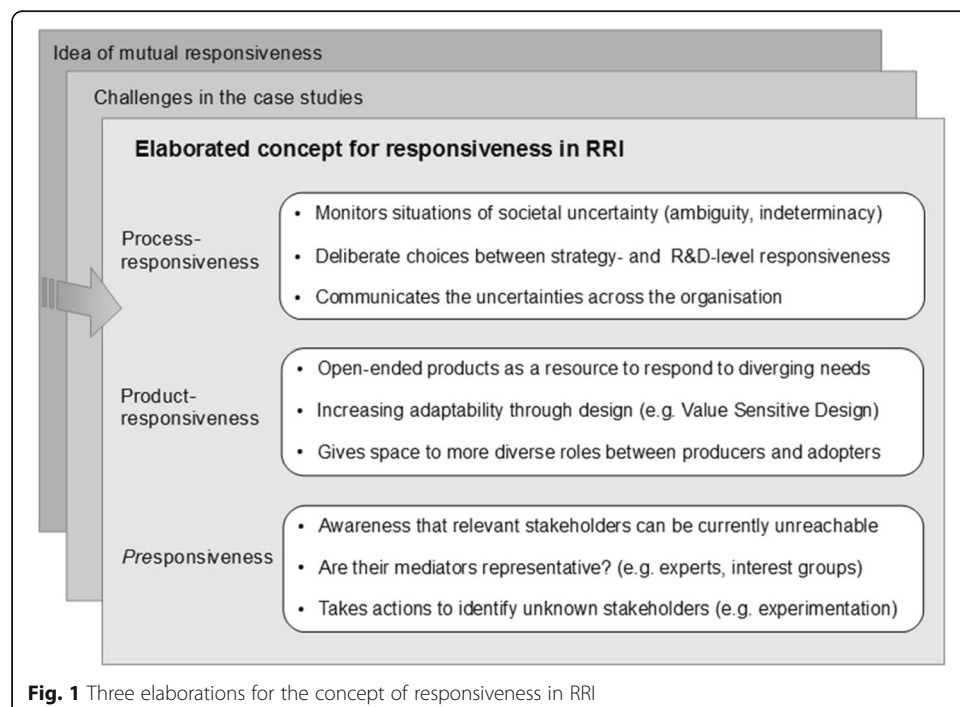 Idea of mutual responsiveness
Challenges in the case studies
Elaborated concept for responsiveness in RRI
Process-
responsiveness
• Monitors situations of societal uncertainty (ambiguity, indeterminacy)
• Deliberate choices between strategy- and R&D-level responsiveness
• Communicates the uncertainties across the organisation
Product-
responsiveness
• Open-ended products as a resource to respond to diverging needs
• Increasing adaptability through design (e.g. Value Sensitive Design)
• Gives space to more diverse roles between producers and adopters
Presponsiveness
• Awareness that relevant stakeholders can be currently unreachable
• Are their mediators representative? (e.g. experts, interest groups)
• Takes actions to identify unknown stakeholders (e.g. experimentation)
Fig. 1 Three elaborations for the concept of responsiveness in RRI